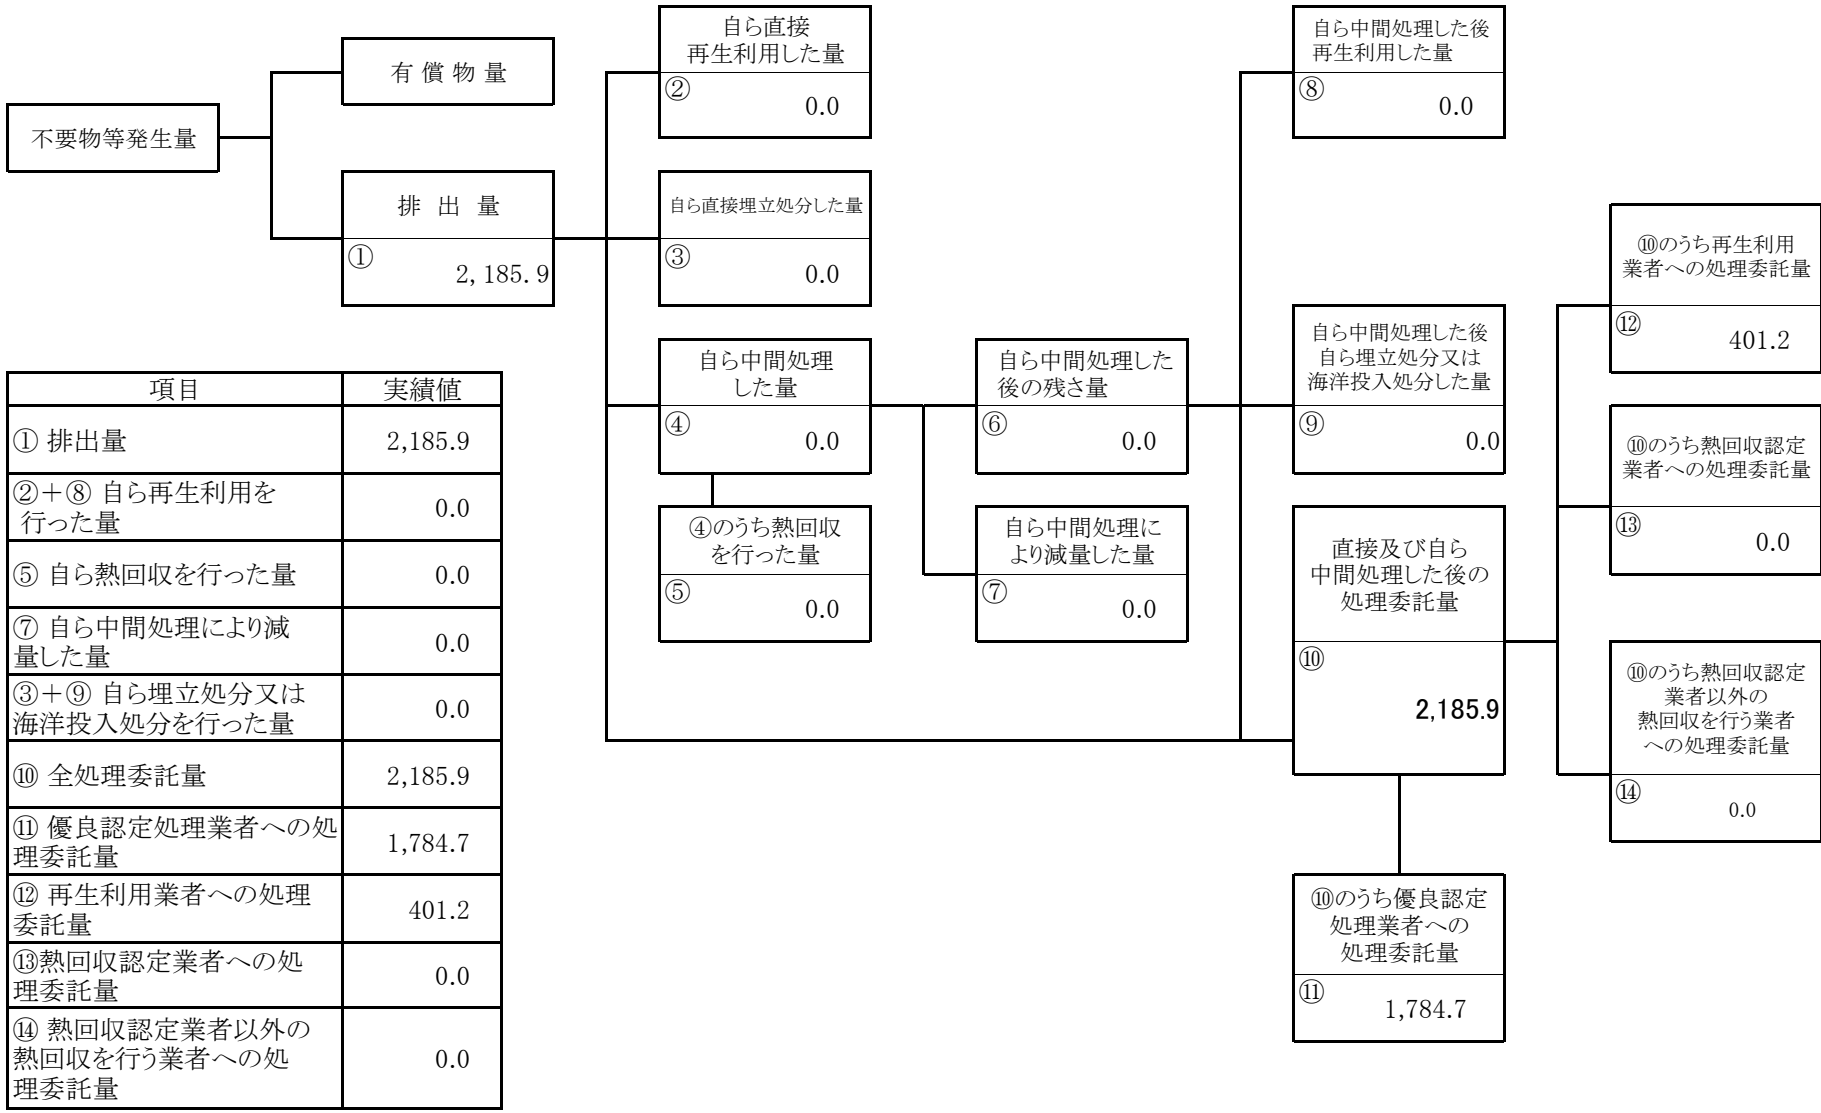 不要物等発生量
有償物量
排出量
①
2,185.9
自ら直接
再生利用した量
②
0.0
自ら直接埋立処分した量
③
0.0
自ら中間処理
した量
④
0.0
④のうち熱回収
を行った量
⑤
0.0
自ら中間処理した
後の残さ量
⑥
0.0
自ら中間処理に
より減量した量
⑦
0.0
自ら中間処理した後
再生利用した量
⑧
0.0
自ら中間処理した後
自ら埋立処分又は
海洋投入処分した量
⑨
0.0
直接及び自ら
中間処理した後の
処理委託量
⑩
2,185.9
⑩のうち優良認定
処理業者への
処理委託量
⑪
1,784.7
⑩のうち再生利用
業者への処理委託量
⑫
401.2
⑩のうち熱回収認定
業者への処理委託量
⑬
0.0
⑩のうち熱回収認定
業者以外の
熱回収を行う業者
への処理委託量
⑭
0.0
項目 実績値
① 排出量 2,185.9
②＋⑧ 自ら再生利用を
行った量 0.0
⑤ 自ら熱回収を行った量 0.0
⑦ 自ら中間処理により減
量した量 0.0
③＋⑨ 自ら埋立処分又は
海洋投入処分を行った量 0.0
⑩ 全処理委託量 2,185.9
⑪ 優良認定処理業者への処
理委託量 1,784.7
⑫ 再生利用業者への処理
委託量 401.2
⑬熱回収認定業者への処
理委託量 0.0
⑭ 熱回収認定業者以外の
熱回収を行う業者への処
理委託量 0.0